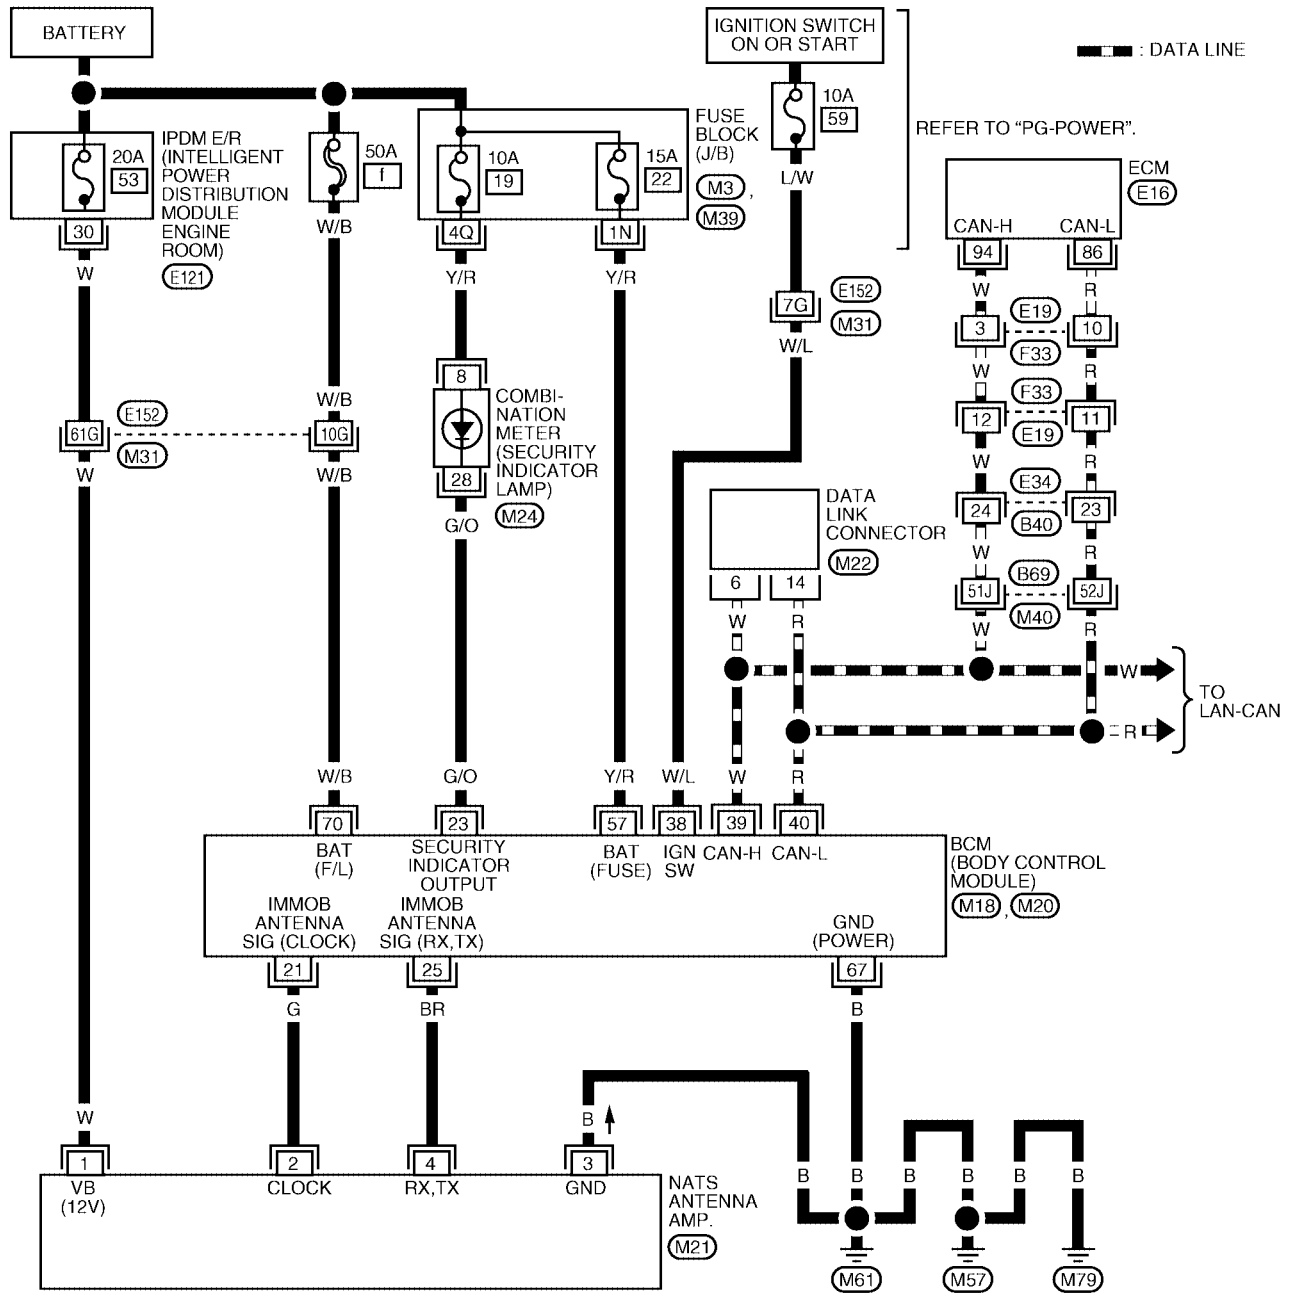 BATTERY
IGNITION SWITCH
ON OR START
: DATA LINE
20A
53
IPDM E/R
(INTELLIGENT
POWER
DISTRIBUTION
MODULE
ENGINE
ROOM)
E121
50A
f
10A
19
15A
22
FUSE
BLOCK
(J/B)
M3 ,
M39
10A
59
REFER TO “PG-POWER”.
ECM
E16
CAN-H
CAN-L
30
W
W/B
4Q
Y/R
1N
Y/R
L/W
7G
E152
M31
W/L
94
86
W
R
3
E19
10
F33
W
R
F33
12
11
E19
W
R
E34
24
23
B40
W
R
B69
51J
52J
M40
W
R
8
COMBI-
NATION
METER
(SECURITY
INDICATOR
LAMP)
M24
28
G/O
W/B
61G
E152
M31
10G
W
W/B
DATA
LINK
CONNECTOR
M22
6
14
W
R
W
R
TO
LAN-CAN
W/B
G/O
Y/R
W/L
W
R
70
23
57
38
39
40
BAT
(F/L)
SECURITY
INDICATOR
OUTPUT
BAT
(FUSE)
IGN
SW
CAN-H
CAN-L
BCM
(BODY CONTROL
MODULE)
M18 , M20
IMMOB
ANTENNA
SIG (CLOCK)
IMMOB
ANTENNA
SIG (RX,TX)
GND
(POWER)
21
25
67
G
BR
B
W
B
1
2
4
3
B
B
B
B
B
B
VB
(12V)
CLOCK
RX,TX
GND
NATS
ANTENNA
AMP.
M21
M61
M57
M79